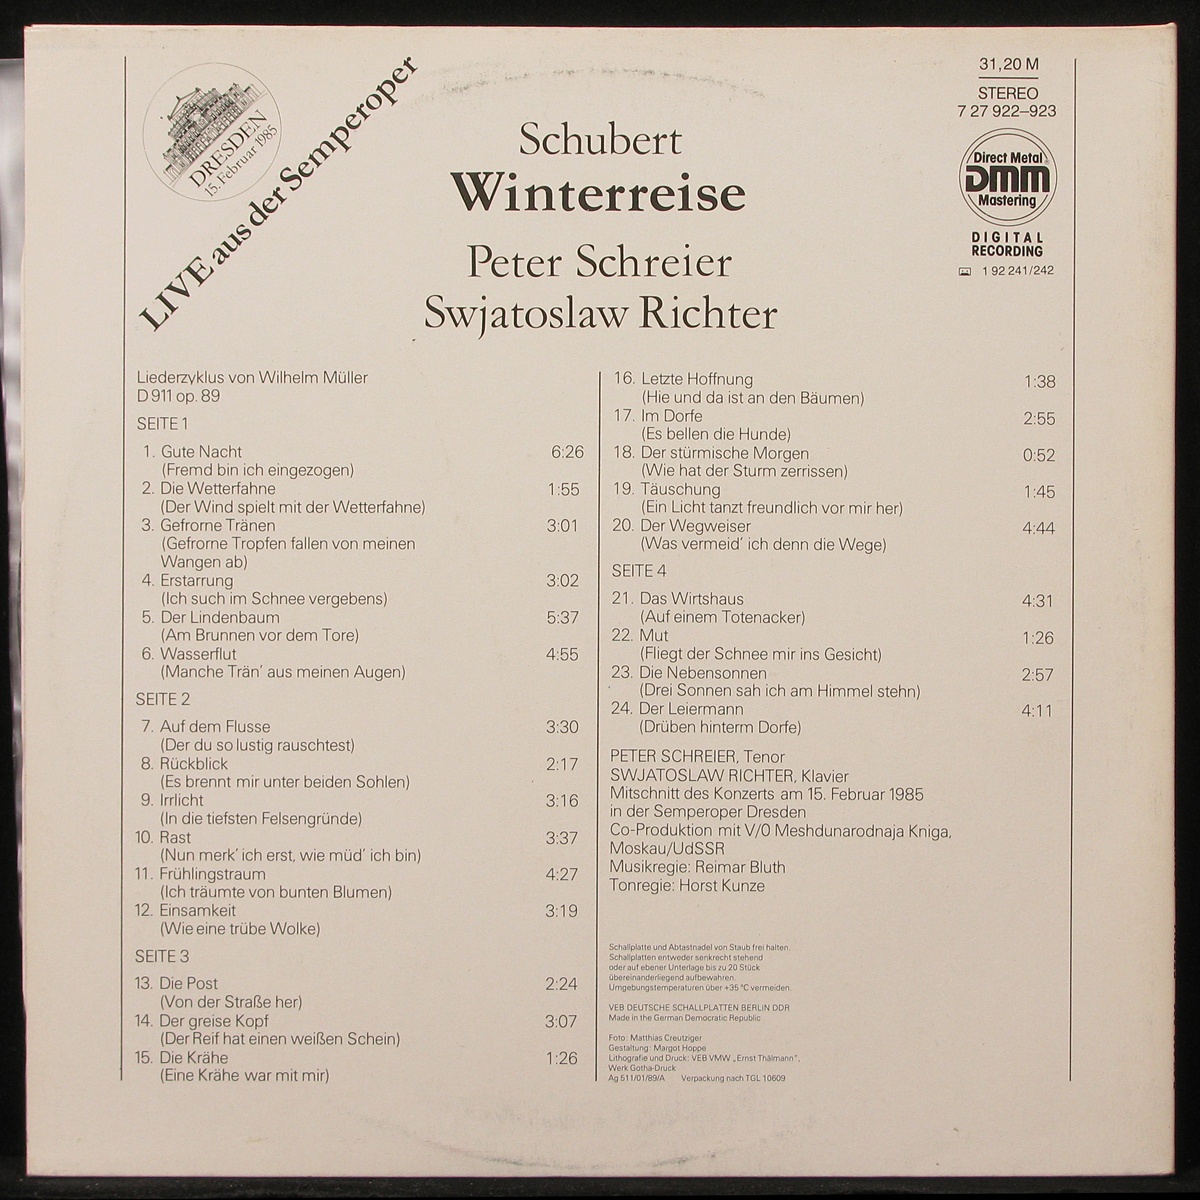 DRESDEN
15. Februar 1985
LIVE aus der Semperoper
Schubert
Winterreise
Peter Schreier
Swjatoslaw Richter
31,20 M
STEREO
7 27 922–923
Direct Metal
DMM
Mastering
DIGITAL
RECORDING
1 92 241/242
Liederzyklus von Wilhelm Müller
D 911 op. 89
SEITE 1
1. Gute Nacht 6:26
(Fremd bin ich eingezogen)
2. Die Wetterfahne 1:55
(Der Wind spielt mit der Wetterfahne)
3. Gefrorne Tränen 3:01
(Gefrorne Tropfen fallen von meinen
Wangen ab)
4. Erstarrung 3:02
(Ich such im Schnee vergebens)
5. Der Lindenbaum 5:37
(Am Brunnen vor dem Tore)
6. Wasserflut 4:55
(Manche Trän' aus meinen Augen)
SEITE 2
7. Auf dem Flusse 3:30
(Der du so lustig rauschtest)
8. Rückblick 2:17
(Es brennt mir unter beiden Sohlen)
9. Irrlicht 3:16
(In die tiefsten Felsengründe)
10. Rast 3:37
(Nun merk' ich erst, wie müd' ich bin)
11. Frühlingstraum 4:27
(Ich träumte von bunten Blumen)
12. Einsamkeit 3:19
(Wie eine trübe Wolke)
SEITE 3
13. Die Post 2:24
(Von der Straße her)
14. Der greise Kopf 3:07
(Der Reif hat einen weißen Schein)
15. Die Krähe 1:26
(Eine Krähe war mit mir)
16. Letzte Hoffnung 1:38
(Hie und da ist an den Bäumen)
17. Im Dorfe 2:55
(Es bellen die Hunde)
18. Der stürmische Morgen 0:52
(Wie hat der Sturm zerrissen)
19. Täuschung 1:45
(Ein Licht tanzt freundlich vor mir her)
20. Der Wegweiser 4:44
(Was vermeid' ich denn die Wege)
SEITE 4
21. Das Wirtshaus 4:31
(Auf einem Totenacker)
22. Mut 1:26
(Fliegt der Schnee mir ins Gesicht)
23. Die Nebensonnen 2:57
(Drei Sonnen sah ich am Himmel stehn)
24. Der Leiermann 4:11
(Drüben hinterm Dorfe)
PETER SCHREIER, Tenor
SWJATOSLAW RICHTER, Klavier
Mitschnitt des Konzerts am 15. Februar 1985
in der Semperoper Dresden
Co-Produktion mit V/0 Meshdunarodnaja Kniga,
Moskau/UdSSR
Musikregie: Reimar Bluth
Tonregie: Horst Kunze
Schallplatte und Abtastnadel von Staub frei halten.
Schallplatten entweder senkrecht stehend
oder auf ebener Unterlage bis zu 20 Stück
übereinanderliegend aufbewahren.
Umgebungstemperaturen über +35 °C vermeiden.
VEB DEUTSCHE SCHALLPLATTEN BERLIN DDR
Made in the German Democratic Republic
Foto: Matthias Creutziger
Gestaltung: Margot Hoppe
Lithografie und Druck: VEB VMW „Ernst Thälmann",
Werk Gotha-Druck
Ag 511/01/89/A Verpackung nach TGL 10609